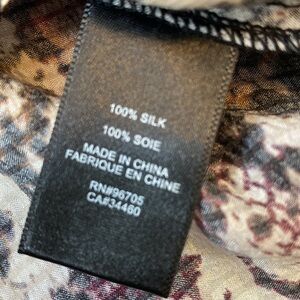 100% SILK
100% SOIE
MADE IN CHINA
FABRIQUE EN CHINE
RN#96705
CA#34460